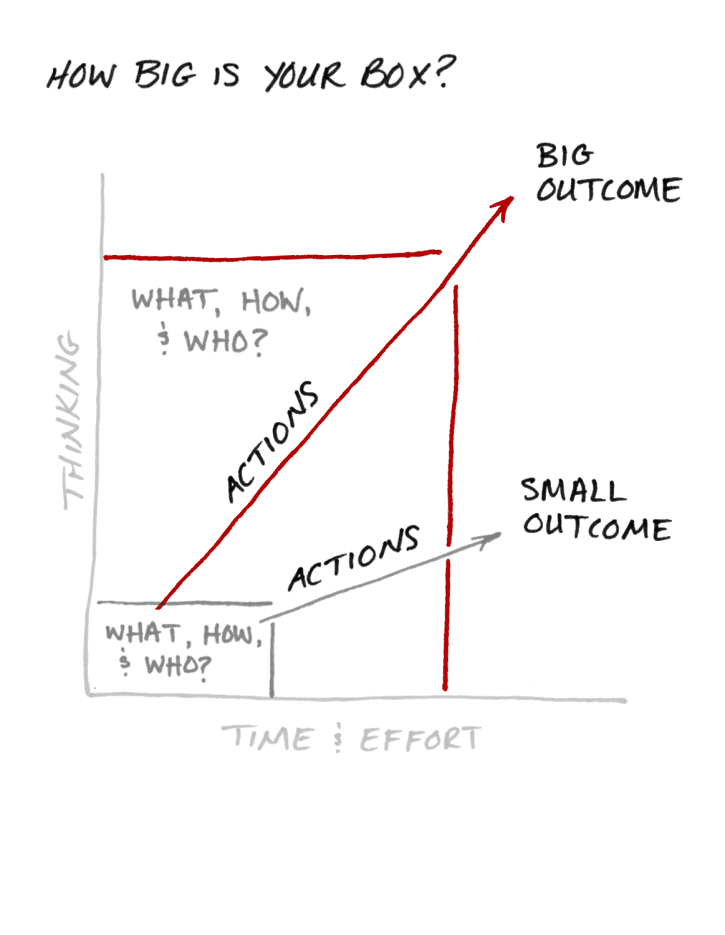 HOW BIG IS YOUR BOX?
BIG
OUTCOME
WHAT, HOW,
& WHO?
THINKING
ACTIONS
SMALL
OUTCOME
ACTIONS
WHAT, HOW,
& WHO?
TIME & EFFORT